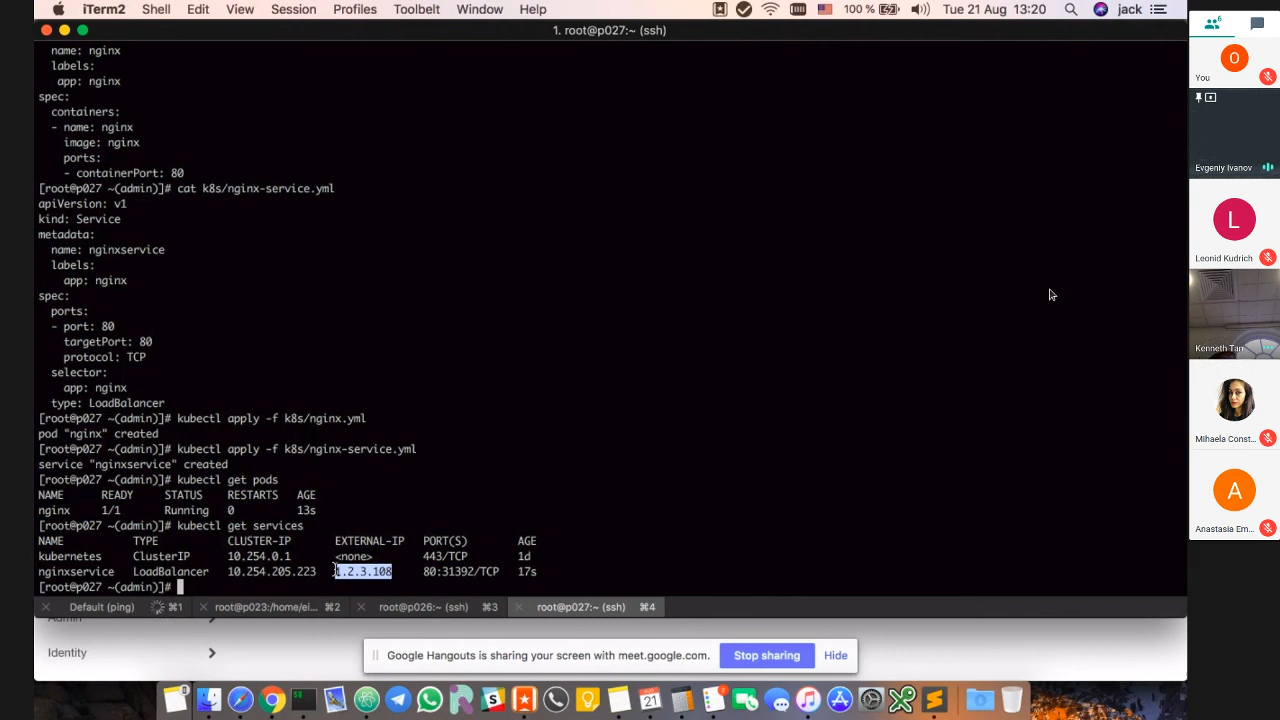 iTerm2 Shell Edit View Session Profiles Toolbelt Window Help 100 % Tue 21 Aug 13:20 jack
1. root@p027:~ (ssh)
name: nginx
labels:
app: nginx
spec:
containers:
- name: nginx
image: nginx
ports:
- containerPort: 80
[root@p027 ~(admin)]# cat k8s/nginx-service.yml
apiVersion: v1
kind: Service
metadata:
name: nginxservice
labels:
app: nginx
spec:
ports:
- port: 80
targetPort: 80
protocol: TCP
selector:
app: nginx
type: LoadBalancer
[root@p027 ~(admin)]# kubectl apply -f k8s/nginx.yml
pod "nginx" created
[root@p027 ~(admin)]# kubectl apply -f k8s/nginx-service.yml
service "nginxservice" created
[root@p027 ~(admin)]# kubectl get pods
NAME READY STATUS RESTARTS AGE
nginx 1/1 Running 0 13s
[root@p027 ~(admin)]# kubectl get services
NAME TYPE CLUSTER-IP EXTERNAL-IP PORT(S) AGE
kubernetes ClusterIP 10.254.0.1 <none> 443/TCP 1d
nginxservice LoadBalancer 10.254.205.223 1.2.3.108 80:31392/TCP 17s
[root@p027 ~(admin)]#
Default (ping) ⌘1 root@p023:/home/ei... ⌘2 root@p026:~ (ssh) ⌘3 root@p027:~ (ssh) ⌘4
Admin
Identity
Google Hangouts is sharing your screen with meet.google.com. Stop sharing Hide
6
O
You
Evgeniy Ivanov
L
Leonid Kudrich
Kenneth Tan
Mihaela Const...
A
Anastasia Em...